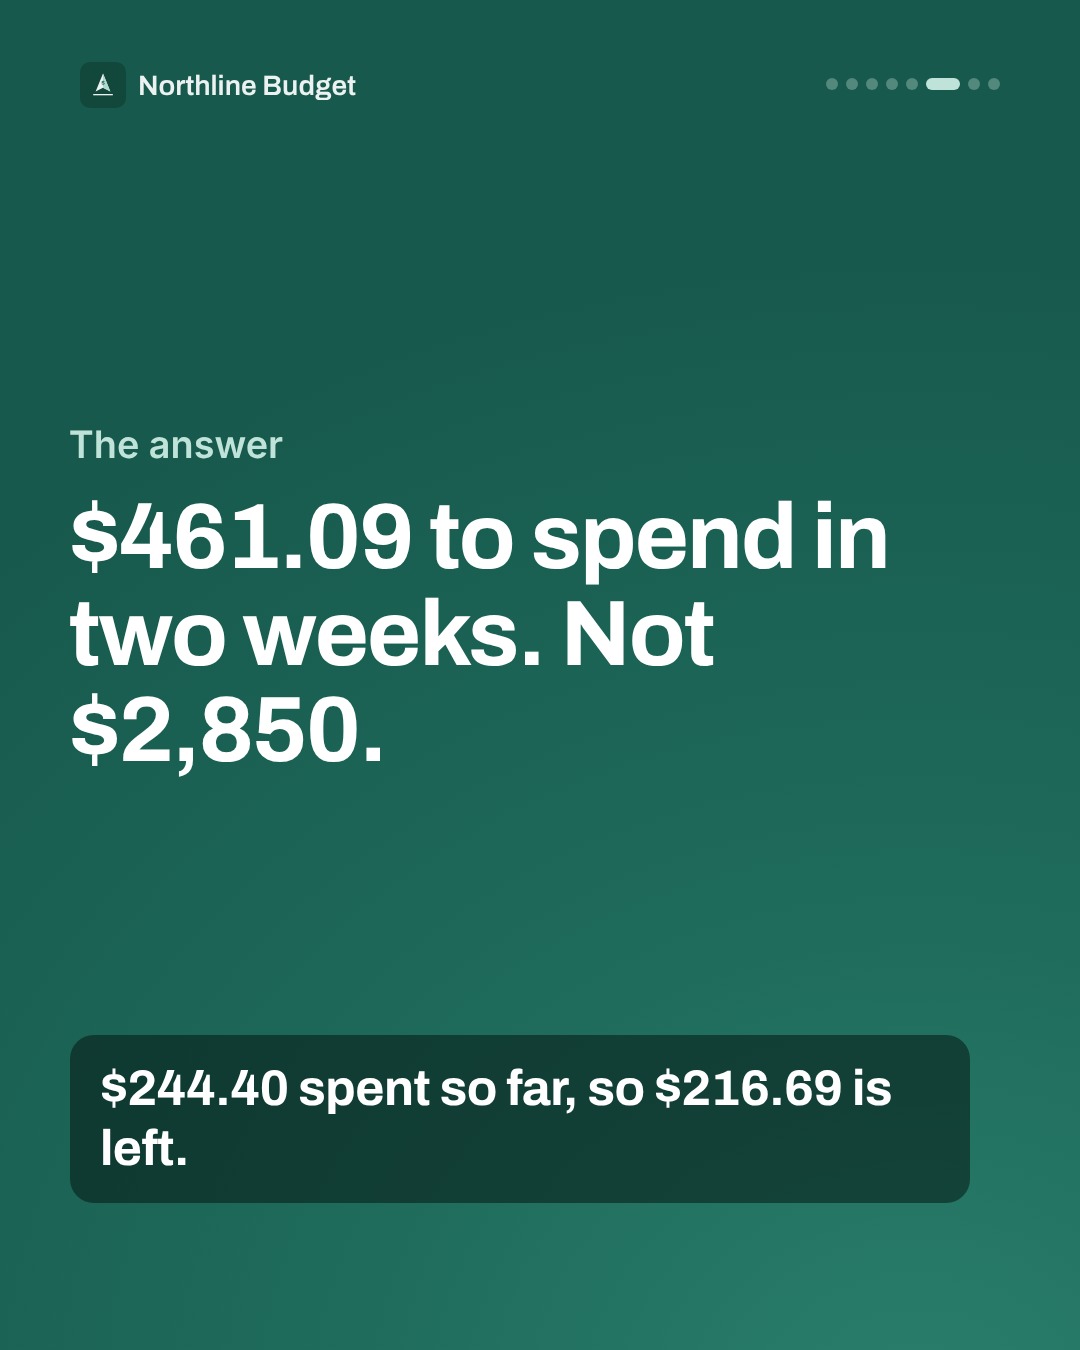 Northline Budget
The answer
$461.09 to spend in
two weeks. Not
$2,850.
$244.40 spent so far, so $216.69 is
left.